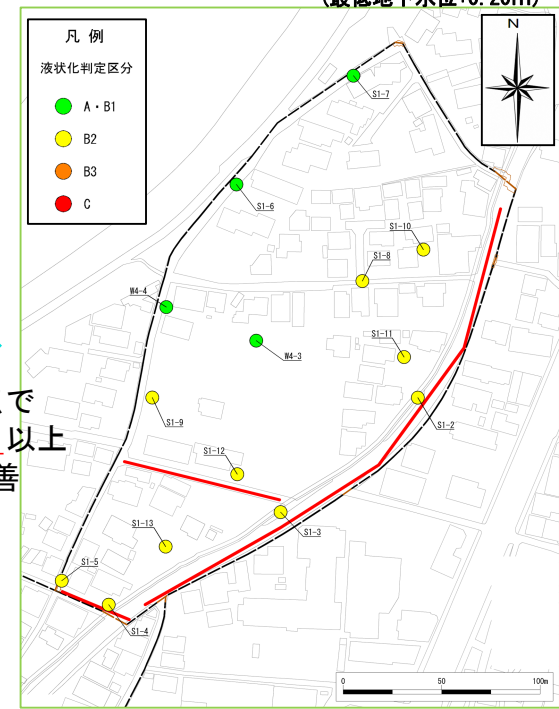 (最低地下水位+0.20m)
凡 例
液状化判定区分
A・B1
B2
B3
C
N
S1-7
S1-6
S1-10
S1-8
W4-4
S1-11
W4-3
S1-9
S1-2
で
以上
善
S1-12
S1-3
S1-13
S1-5
S1-4
0 50 100m